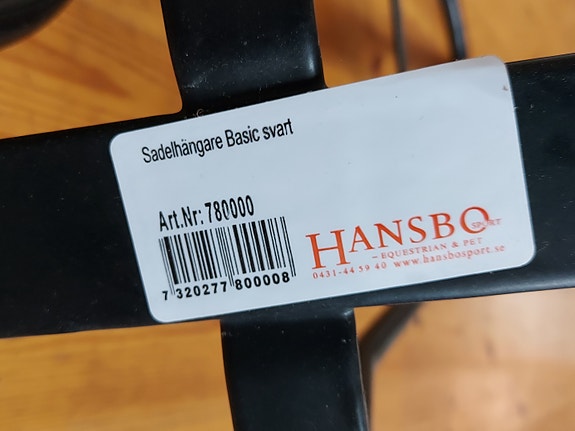 Sadelhängare Basic svart
Art.Nr: 780000
7 320277 800008
HANSBO SPORT
- EQUESTRIAN & PET
0431-44 59 40 www.hansbosport.se